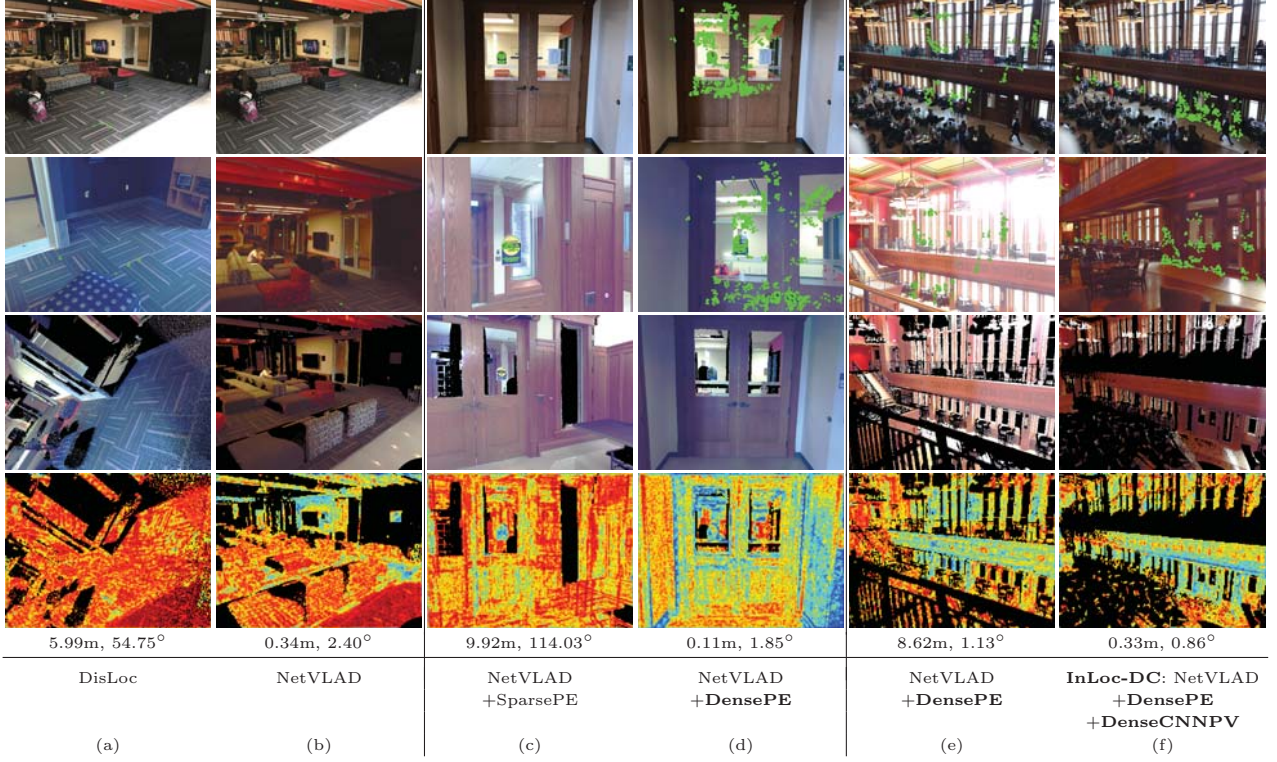 5.99m, 54.75° 0.34m, 2.40° 9.92m, 114.03° 0.11m, 1.85° 8.62m, 1.13° 0.33m, 0.86°
DisLoc NetVLAD NetVLAD NetVLAD NetVLAD InLoc-DC: NetVLAD
+SparsePE +DensePE +DensePE +DensePE
+DenseCNNPV
(a) (b) (c) (d) (e) (f)